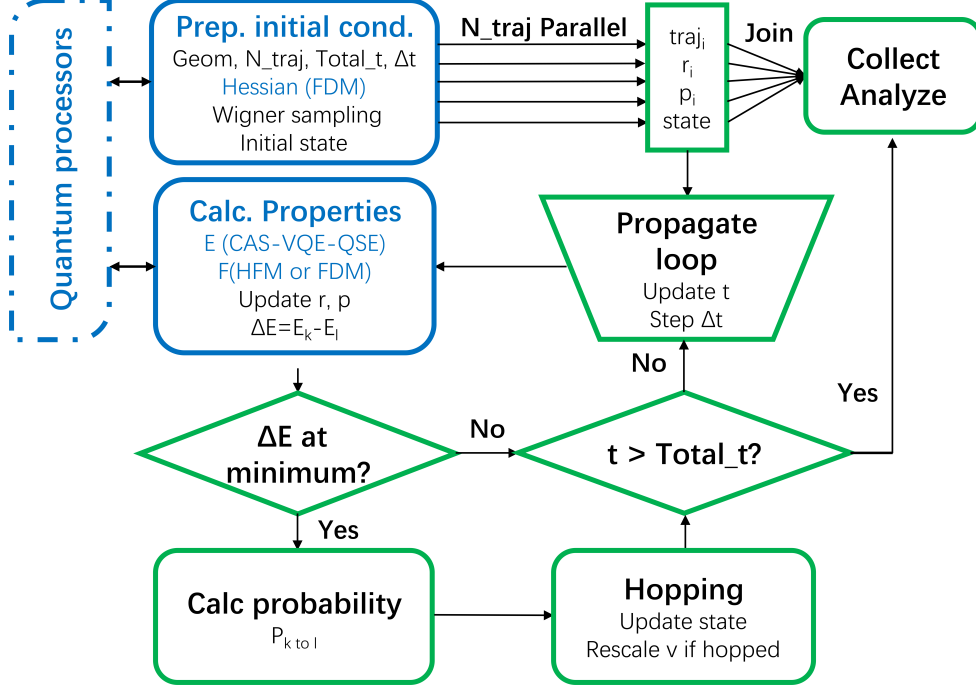 Quantum processors
Prep. initial cond.
Geom, N_traj, Total_t, Δt
Hessian (FDM)
Wigner sampling
Initial state
N_traj Parallel
traj_i
r_i
p_i
state
Join
Collect
Analyze
Calc. Properties
E (CAS-VQE-QSE)
F(HFM or FDM)
Update r, p
ΔE=E_k-E_l
Propagate
loop
Update t
Step Δt
No
Yes
ΔE at
minimum?
No
t > Total_t?
Yes
Calc probability
P_k to l
Hopping
Update state
Rescale v if hopped